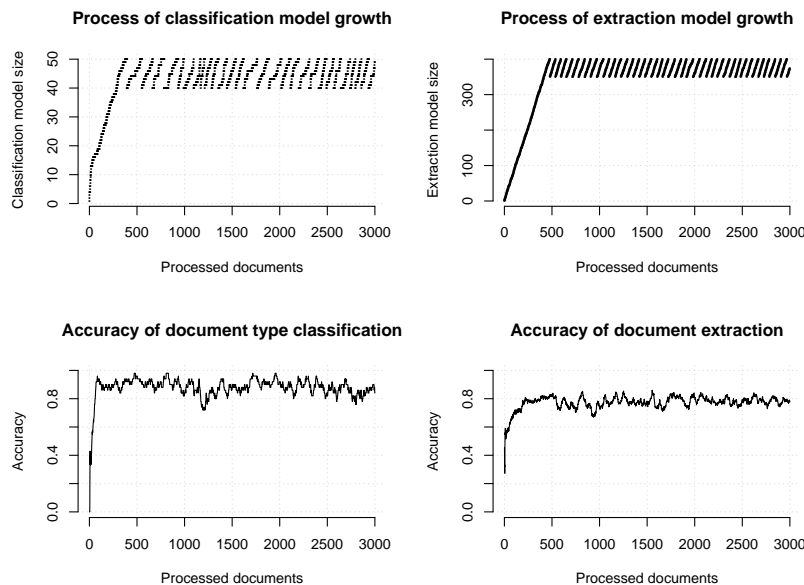 Process of classification model growth
Classification model size
0 10 20 30 40 50
0 500 1000 1500 2000 2500 3000
Processed documents
Process of extraction model growth
Extraction model size
0 100 300
0 500 1000 1500 2000 2500 3000
Processed documents
Accuracy of document type classification
Accuracy
0.0 0.4 0.8
0 500 1000 1500 2000 2500 3000
Processed documents
Accuracy of document extraction
Accuracy
0.0 0.4 0.8
0 500 1000 1500 2000 2500 3000
Processed documents